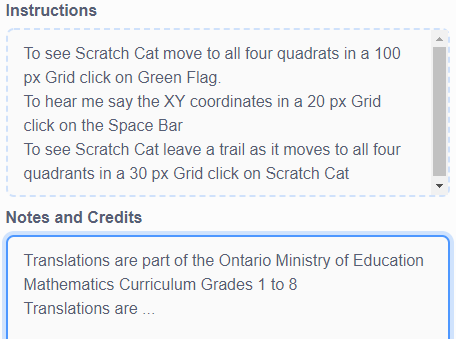 Instructions
To see Scratch Cat move to all four quadrats in a 100
px Grid click on Green Flag.
To hear me say the XY coordinates in a 20 px Grid
click on the Space Bar
To see Scratch Cat leave a trail as it moves to all four
quadrants in a 30 px Grid click on Scratch Cat
Notes and Credits
Translations are part of the Ontario Ministry of Education
Mathematics Curriculum Grades 1 to 8
Translations are ...